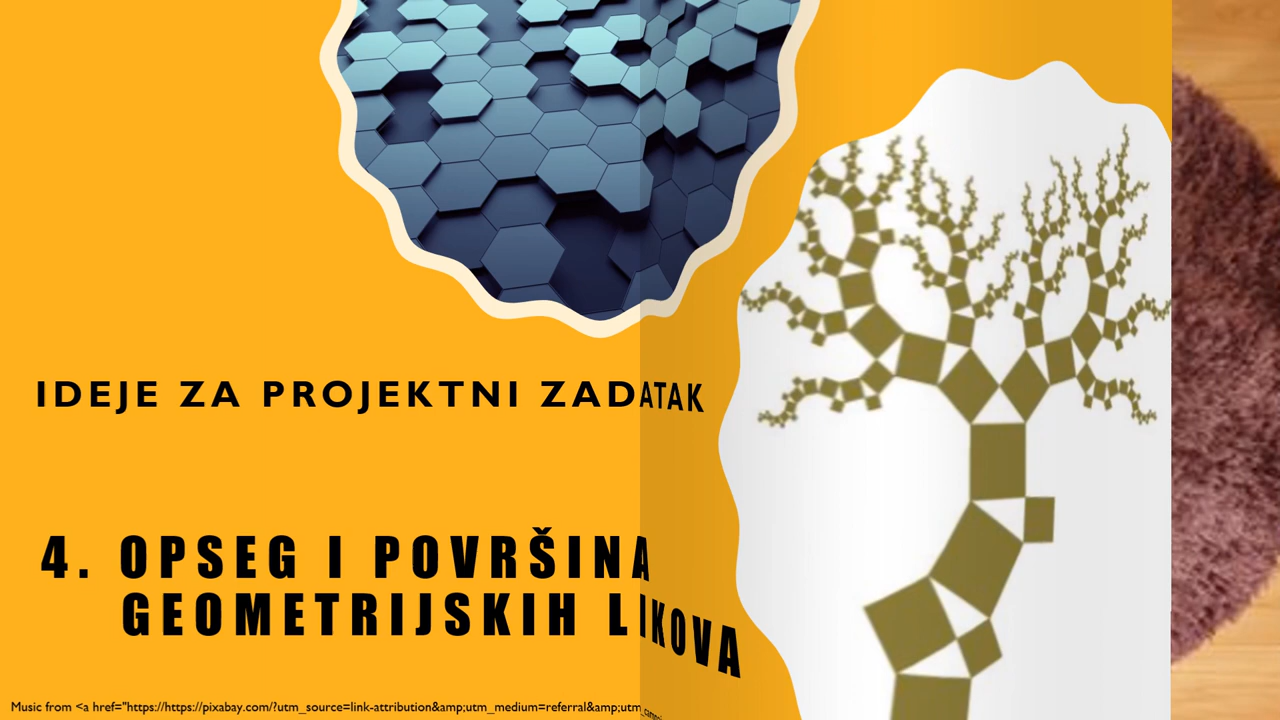 IDEJE ZA PROJEKTNI ZADATAK
4. OPSEG I POVRŠINA
GEOMETRIJSKIH LIKOVA
Music from <a href="https://https://pixabay.com/?utm_source=link-attribution&amp;utm_medium=referral&amp;utm_